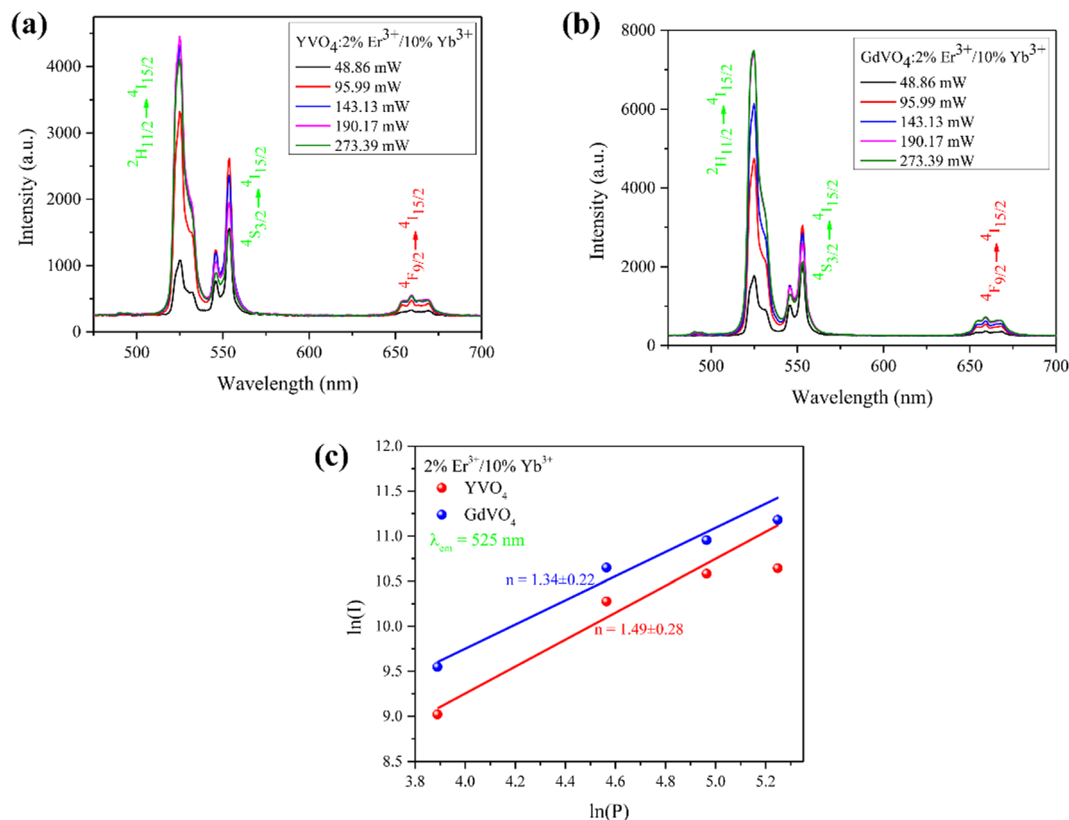 (a)
YVO₄:2% Er³⁺/10% Yb³⁺
48.86 mW
95.99 mW
143.13 mW
190.17 mW
273.39 mW
²H₁₁/₂→⁴I₁₅/₂
⁴S₃/₂→⁴I₁₅/₂
⁴F₉/₂→⁴I₁₅/₂
Intensity (a.u.)
4000
3000
2000
1000
0
500
550
600
650
700
Wavelength (nm)
(b)
GdVO₄:2% Er³⁺/10% Yb³⁺
48.86 mW
95.99 mW
143.13 mW
190.17 mW
273.39 mW
²H₁₁/₂→⁴I₁₅/₂
⁴S₃/₂→⁴I₁₅/₂
⁴F₉/₂→⁴I₁₅/₂
Intensity (a.u.)
8000
6000
4000
2000
0
500
550
600
650
700
Wavelength (nm)
(c)
2% Er³⁺/10% Yb³⁺
YVO₄
GdVO₄
λem = 525 nm
n = 1.34±0.22
n = 1.49±0.28
ln(I)
12.0
11.5
11.0
10.5
10.0
9.5
9.0
8.5
3.8
4.0
4.2
4.4
4.6
4.8
5.0
5.2
ln(P)